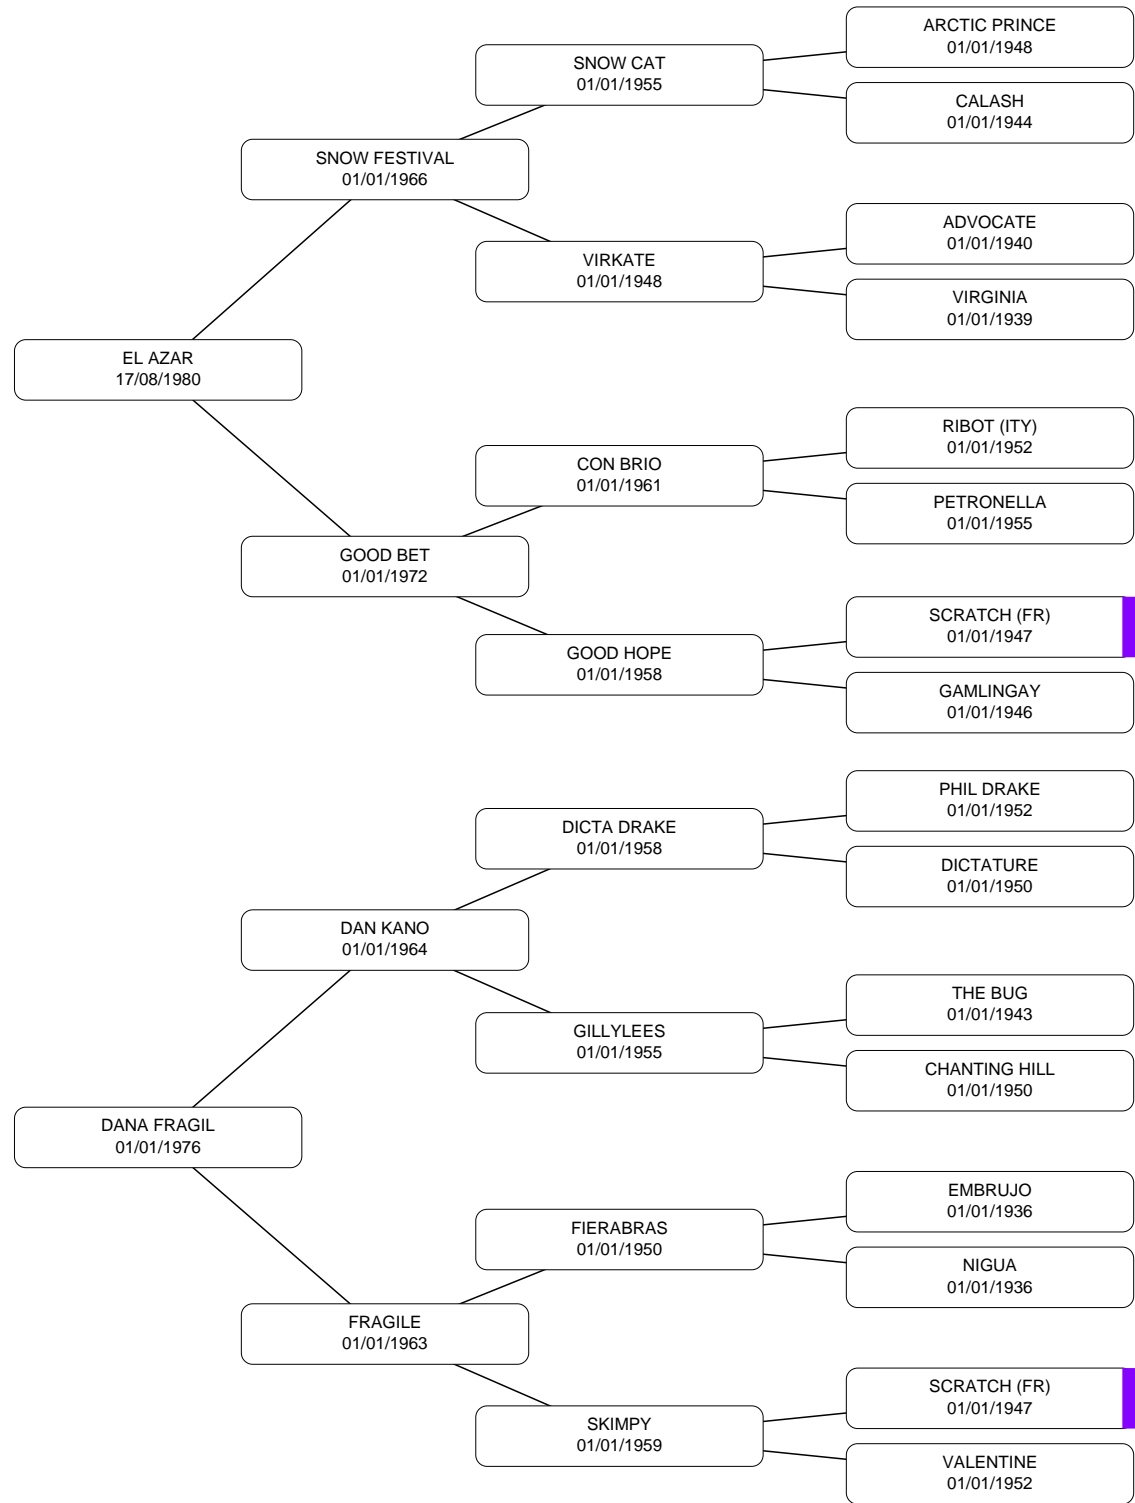 ARCTIC PRINCE
01/01/1948
SNOW CAT
01/01/1955
CALASH
01/01/1944
SNOW FESTIVAL
01/01/1966
ADVOCATE
01/01/1940
VIRKATE
01/01/1948
VIRGINIA
01/01/1939
EL AZAR
17/08/1980
RIBOT (ITY)
01/01/1952
CON BRIO
01/01/1961
PETRONELLA
01/01/1955
GOOD BET
01/01/1972
SCRATCH (FR)
01/01/1947
GOOD HOPE
01/01/1958
GAMLINGAY
01/01/1946
PHIL DRAKE
01/01/1952
DICTA DRAKE
01/01/1958
DICTATURE
01/01/1950
DAN KANO
01/01/1964
THE BUG
01/01/1943
GILLYLEES
01/01/1955
CHANTING HILL
01/01/1950
DANA FRAGIL
01/01/1976
EMBRUJO
01/01/1936
FIERABRAS
01/01/1950
NIGUA
01/01/1936
FRAGILE
01/01/1963
SCRATCH (FR)
01/01/1947
SKIMPY
01/01/1959
VALENTINE
01/01/1952